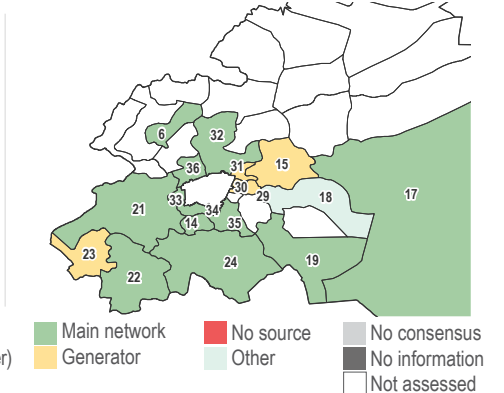 6
32
36
31
15
30
29
18
17
33
34
21
14
35
23
22
24
19
Main network
No source
No consensus
er)
Generator
Other
No information
Not assessed